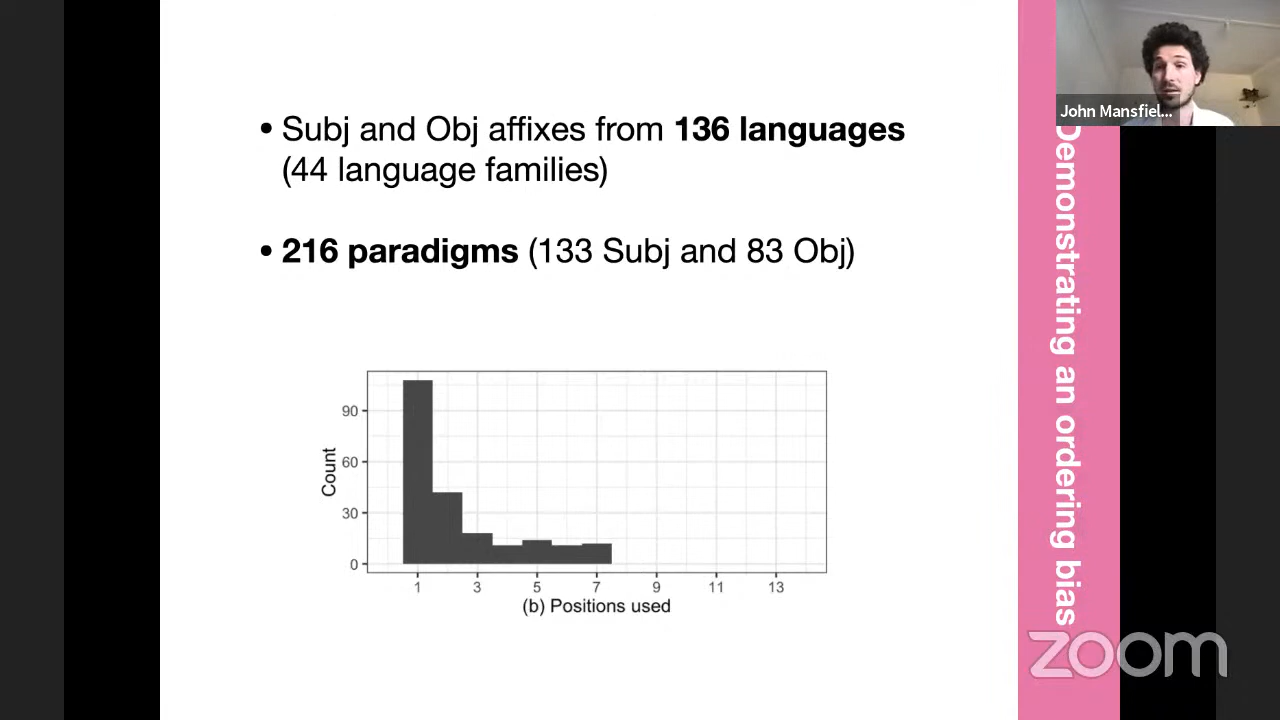 • Subj and Obj affixes from 136 languages
(44 language families)
• 216 paradigms (133 Subj and 83 Obj)
90
60
30
0
Count
1 3 5 7 9 11 13
(b) Positions used
Demonstrating an ordering bias
John Mansfiel...
zoom